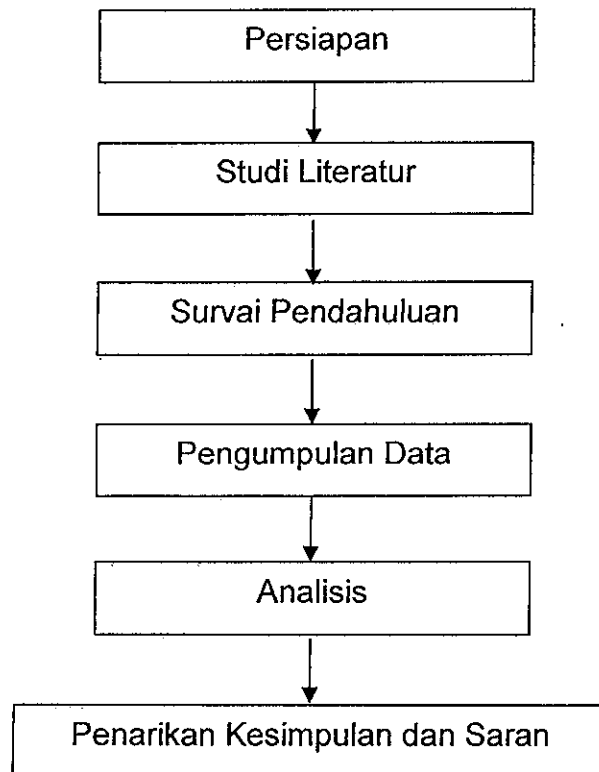 Persiapan
Studi Literatur
Survai Pendahuluan
Pengumpulan Data
Analisis
Penarikan Kesimpulan dan Saran